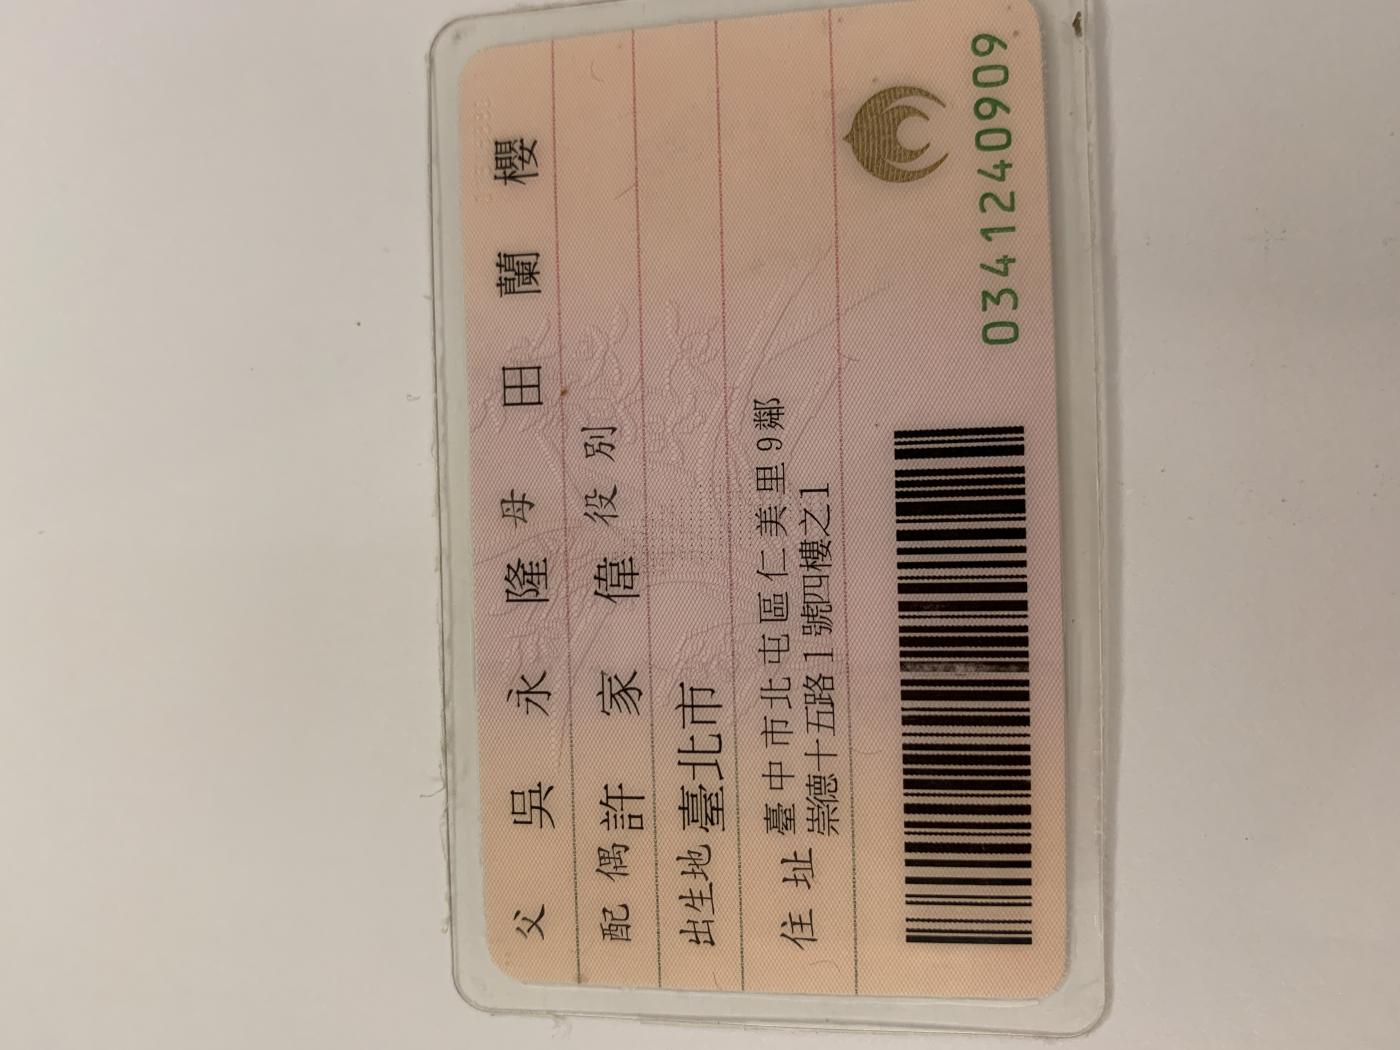 父 吳永隆 母 田蘭櫻
配偶 許家偉 役別
出生地 臺北市
住址 臺中市北屯區仁美里9鄰
崇德十五路1號四樓之1
0341240909